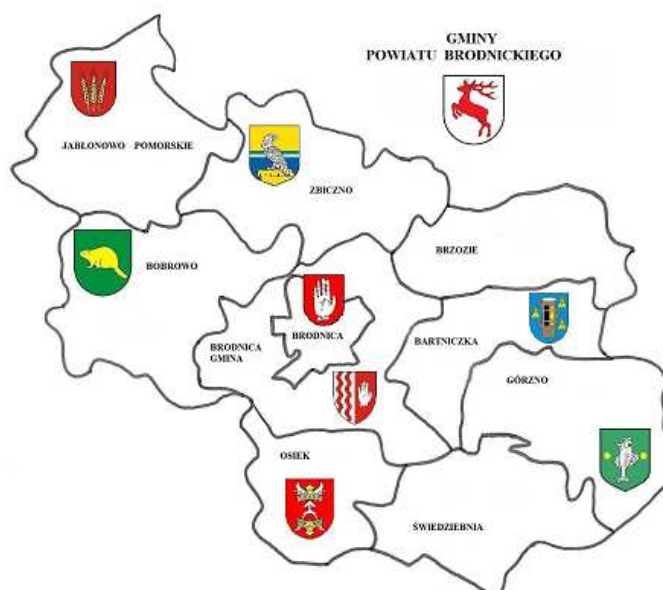 GMINY
POWIATU BRODNICKIEGO
JABŁONOWO POMORSKIE
ZBICZNO
BRZOZIE
BOBROWO
BRODNICA
BRODNICA
GMINA
BARTNICZKA
GÓRZNO
OSIEK
ŚWIEDZIEBNIA